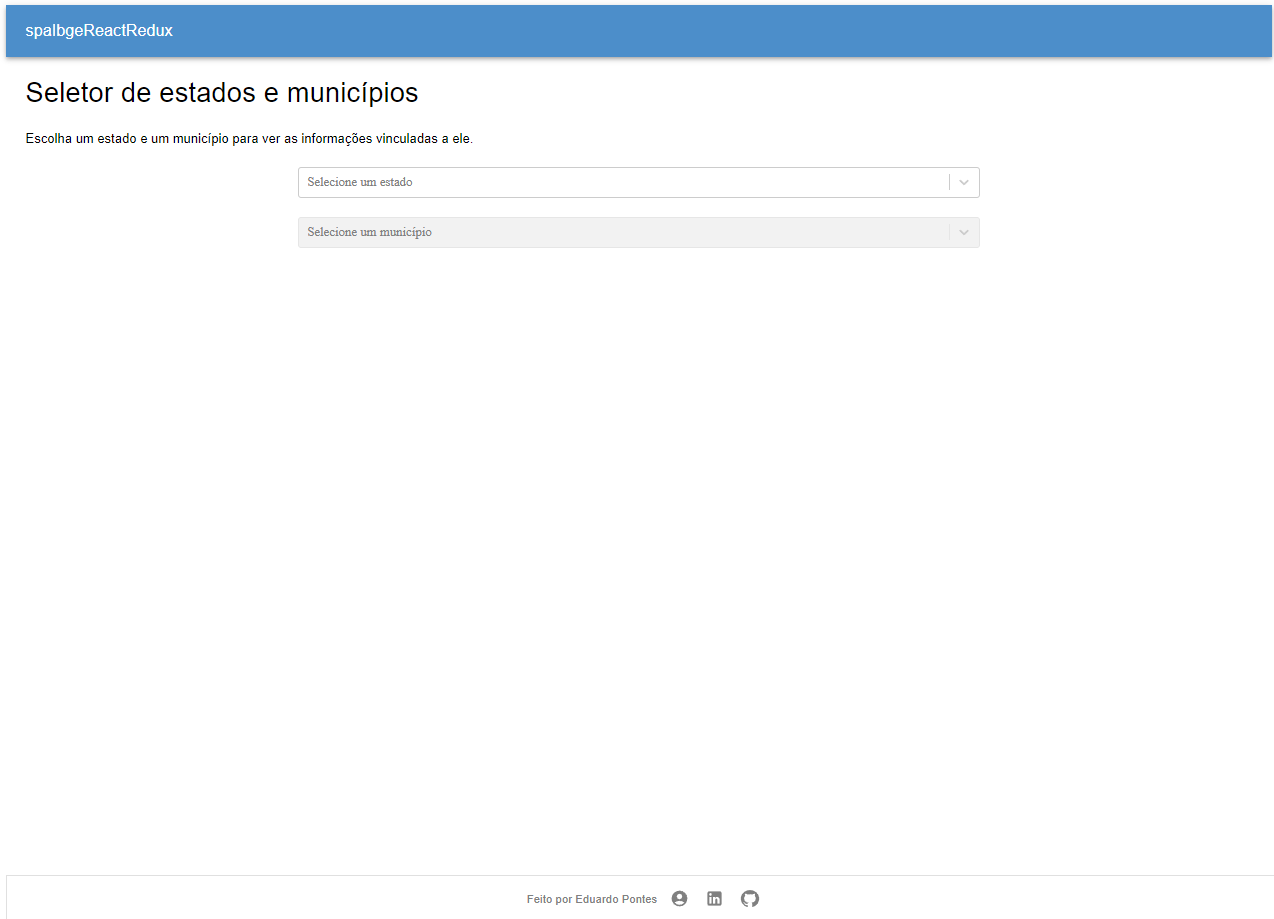 spaIbgeReactRedux
Seletor de estados e municípios
Escolha um estado e um município para ver as informações vinculadas a ele.
Selecione um estado
Selecione um município
Feito por Eduardo Pontes